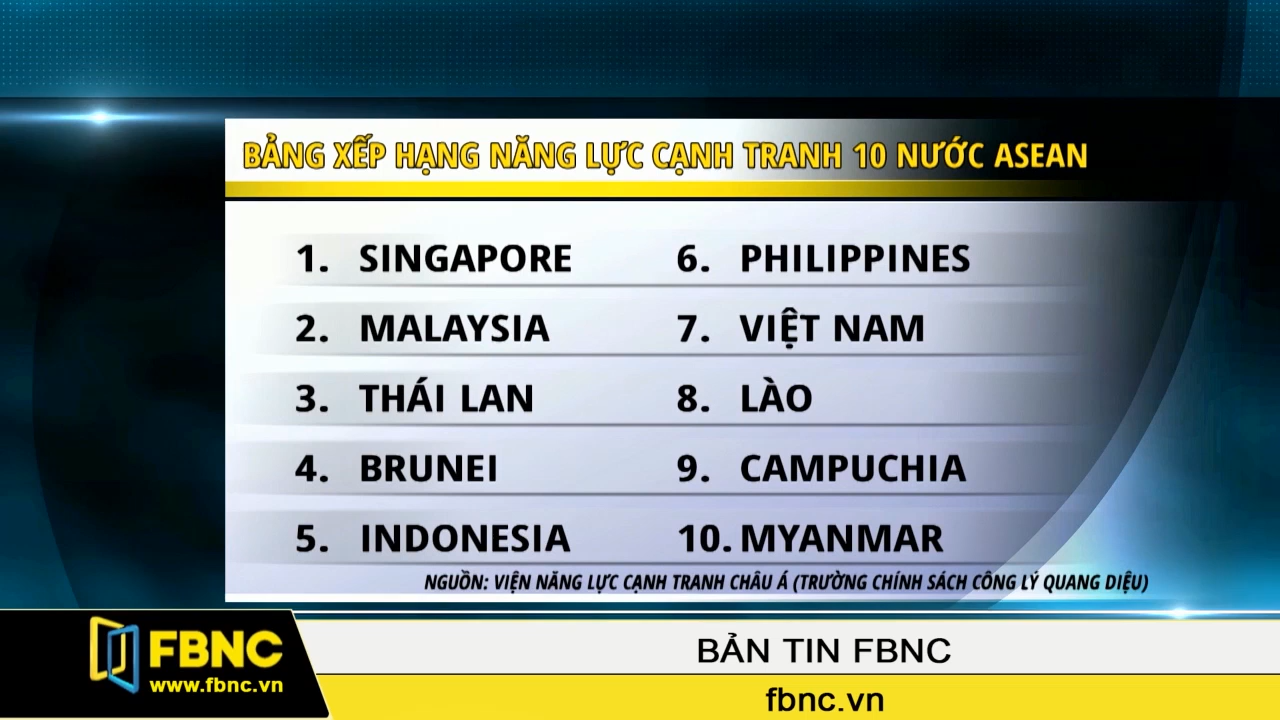 BẢNG XẾP HẠNG NĂNG LỰC CẠNH TRANH 10 NƯỚC ASEAN
1. SINGAPORE
2. MALAYSIA
3. THÁI LAN
4. BRUNEI
5. INDONESIA
6. PHILIPPINES
7. VIỆT NAM
8. LÀO
9. CAMPUCHIA
10. MYANMAR
NGUỒN: VIỆN NĂNG LỰC CẠNH TRANH CHÂU Á (TRƯỜNG CHÍNH SÁCH CÔNG LÝ QUANG DIỆU)
FBNC
www.fbnc.vn
BẢN TIN FBNC
fbnc.vn